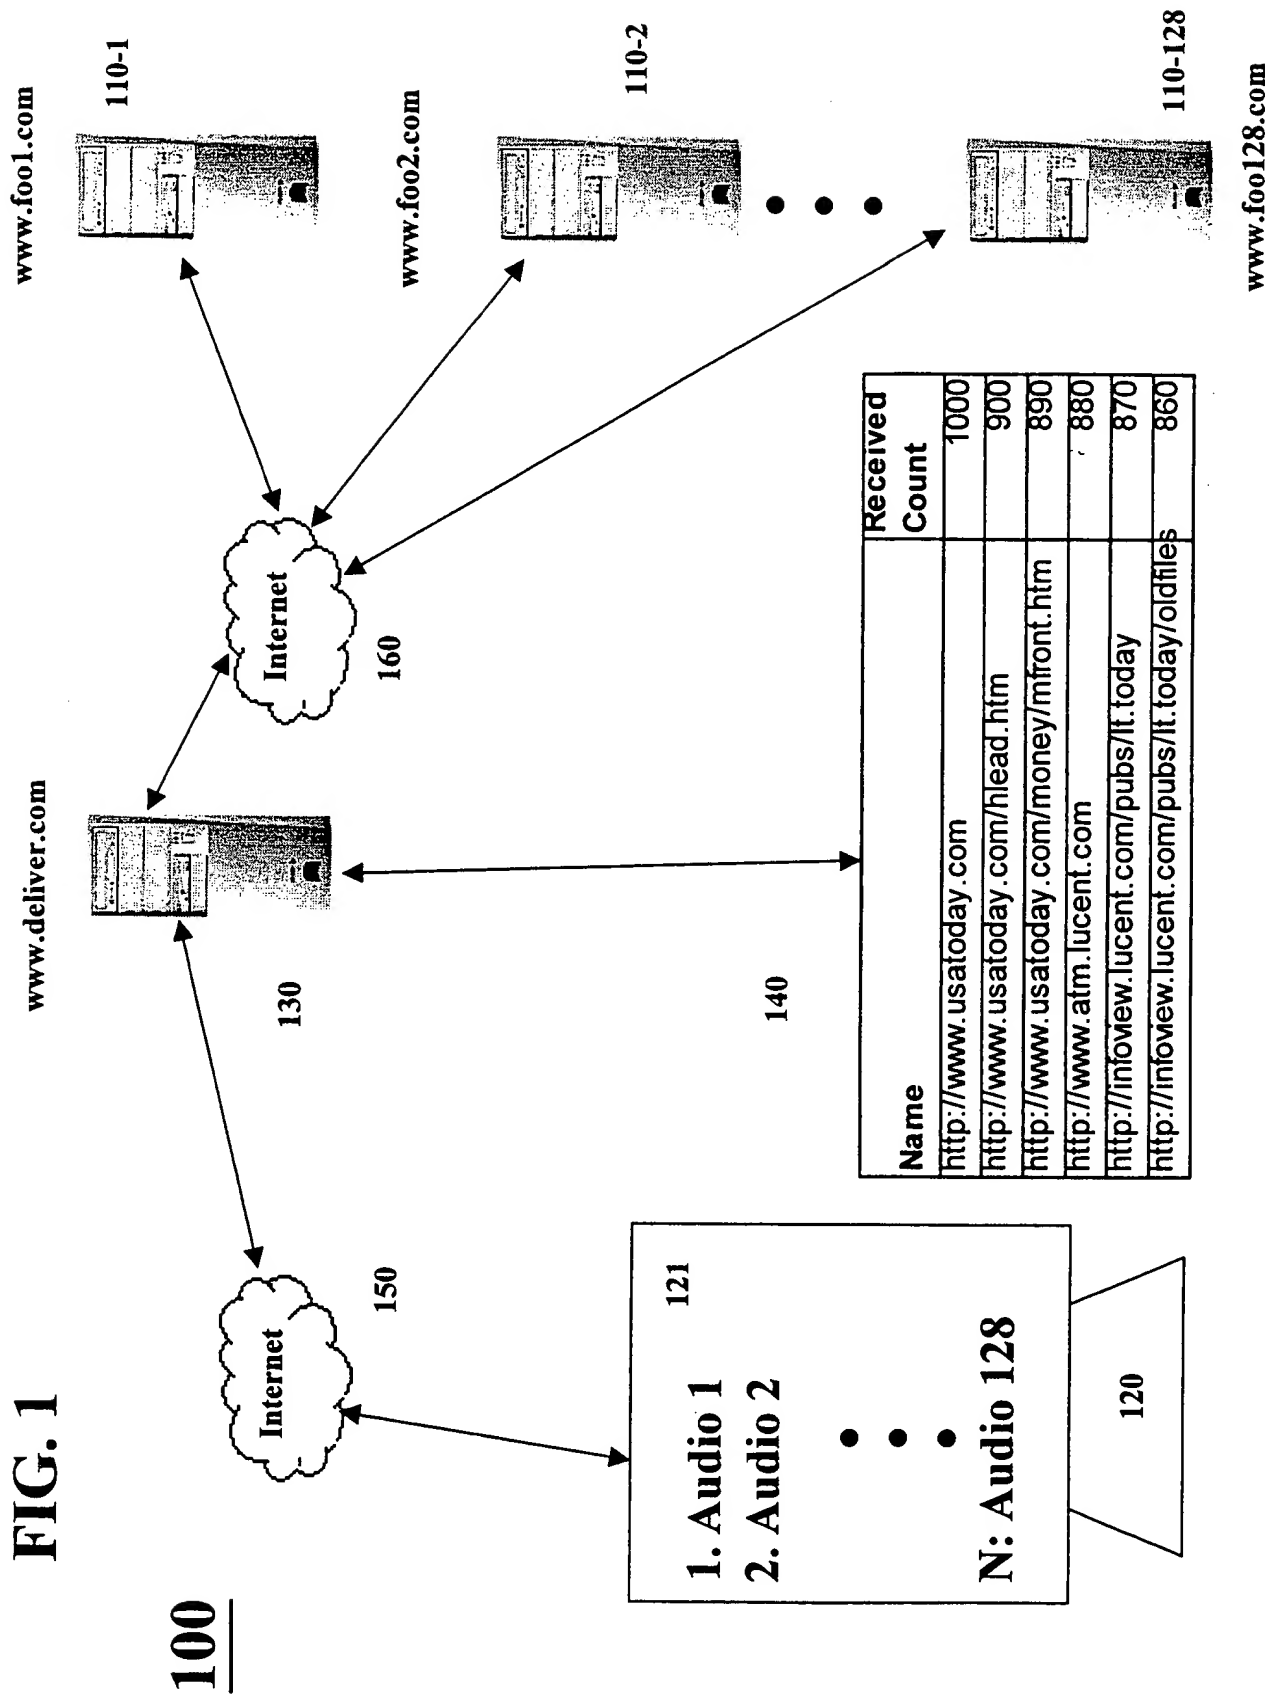 FIG. 1
100
www.deliver.com
www.foo1.com
110-1
Internet
150
130
Internet
160
www.foo2.com
110-2
121
1. Audio 1
2. Audio 2
N: Audio 128
120
140
Name Received Count
http://www.usatoday.com 1000
http://www.usatoday.com/hlead.htm 900
http://www.usatoday.com/money/mfront.htm 890
http://www.atm.lucent.com 880
http://infoview.lucent.com/pubs/lt.today 870
http://infoview.lucent.com/pubs/lt.today/oldfiles 860
110-128
www.foo128.com